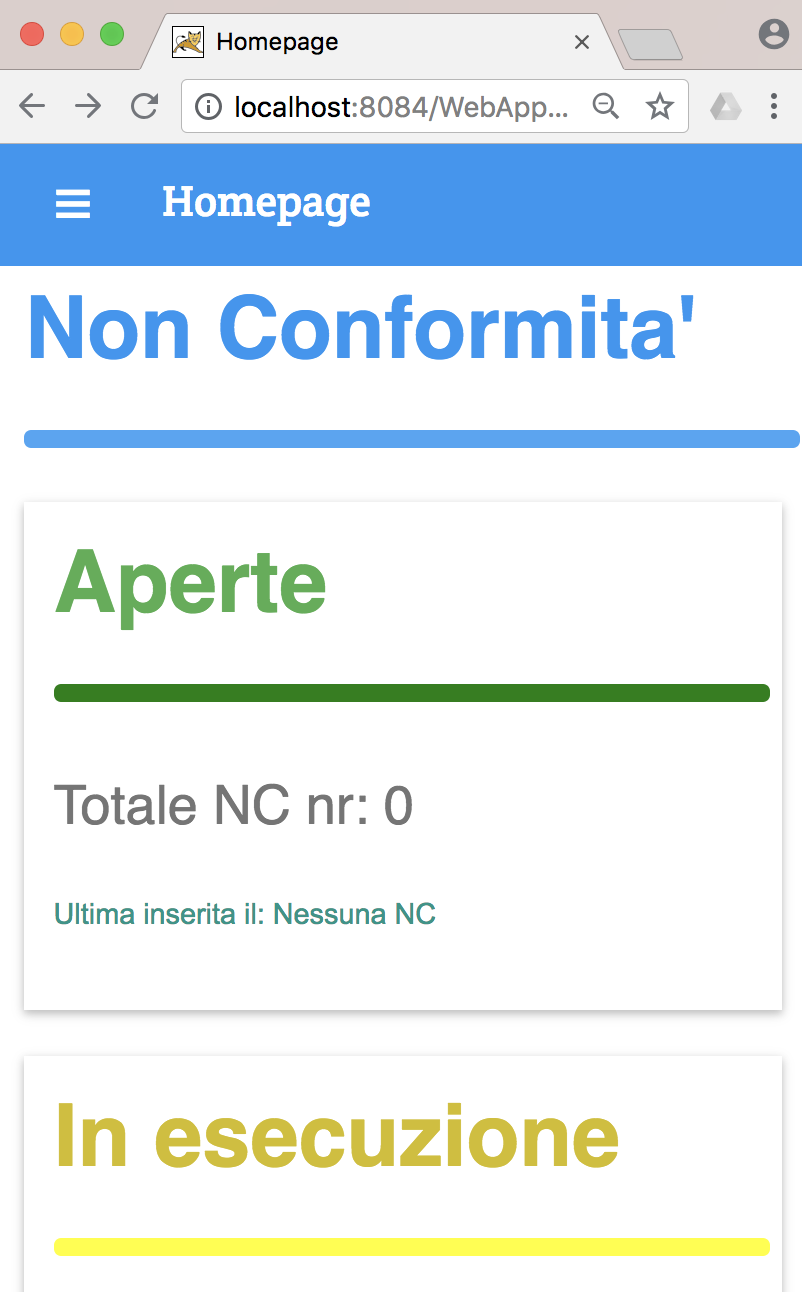 Homepage
localhost:8084/WebApp...
Homepage
Non Conformita'
Aperte
Totale NC nr: 0
Ultima inserita il: Nessuna NC
In esecuzione